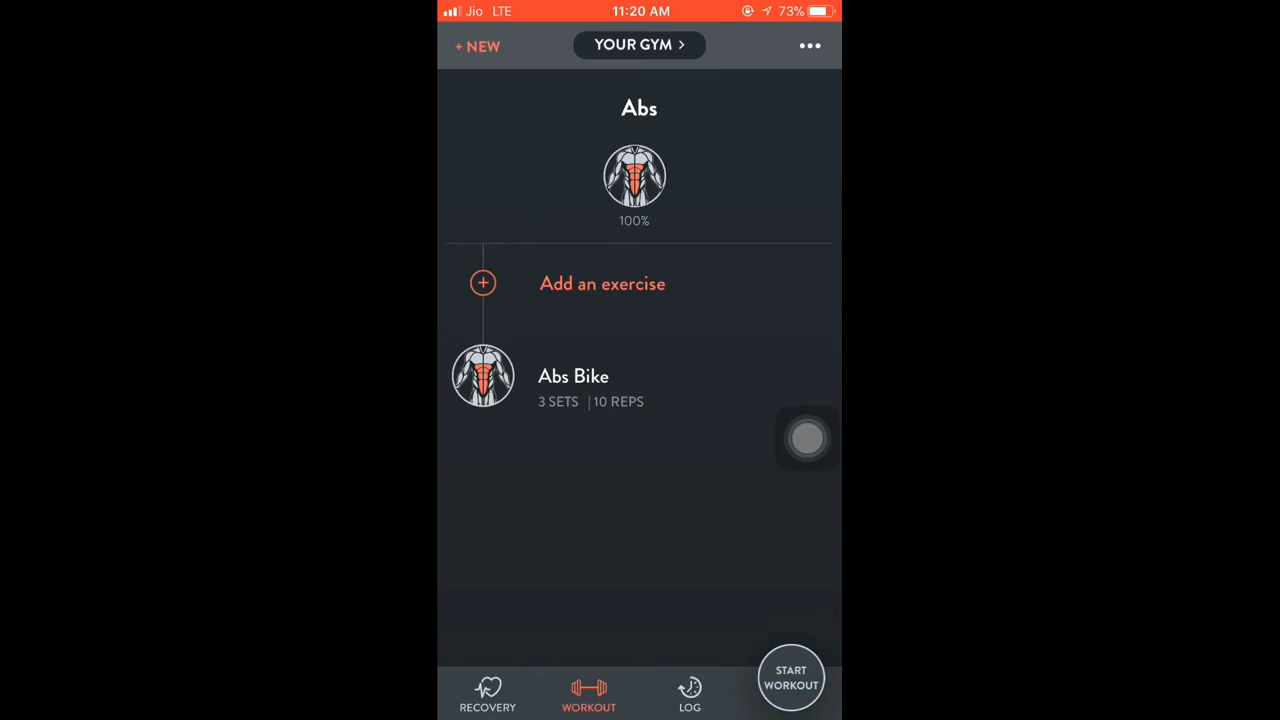 Jio LTE 11:20 AM 73%
+ NEW YOUR GYM >
Abs
100%
Add an exercise
Abs Bike
3 SETS | 10 REPS
START
WORKOUT
RECOVERY WORKOUT LOG